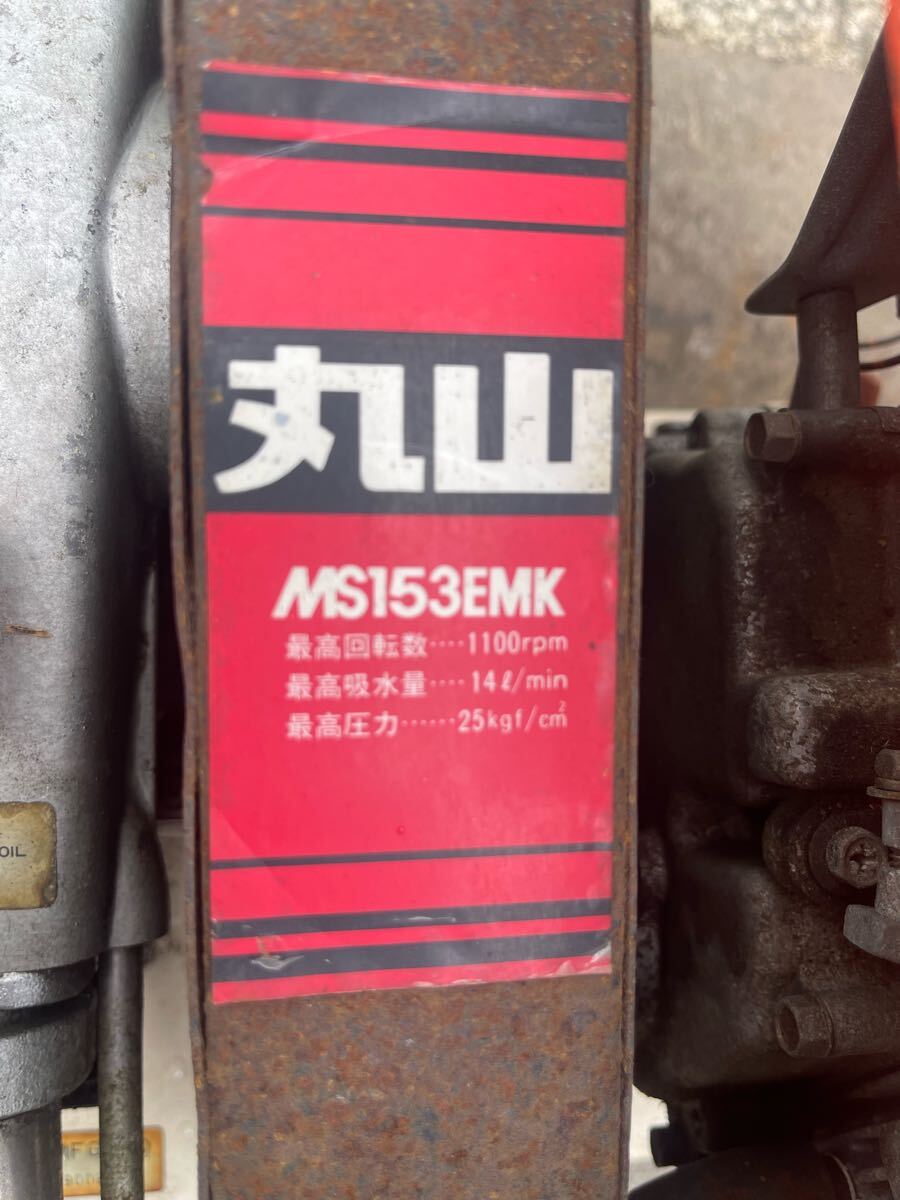 丸山
MS153EMK
最高回転数････1100rpm
最高吸水量････14ℓ/min
最高圧力‥‥‥25kgf/cm²
OIL